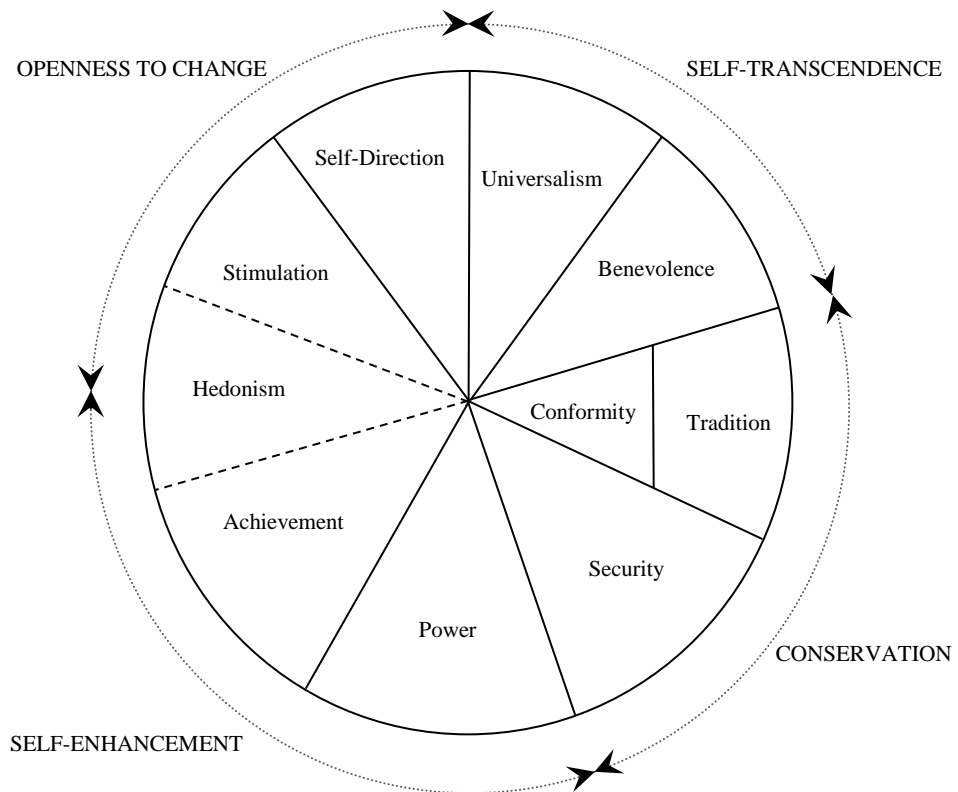 OPENNESS TO CHANGE
SELF-TRANSCENDENCE
Self-Direction
Universalism
Stimulation
Benevolence
Hedonism
Conformity
Tradition
Achievement
Security
Power
CONSERVATION
SELF-ENHANCEMENT